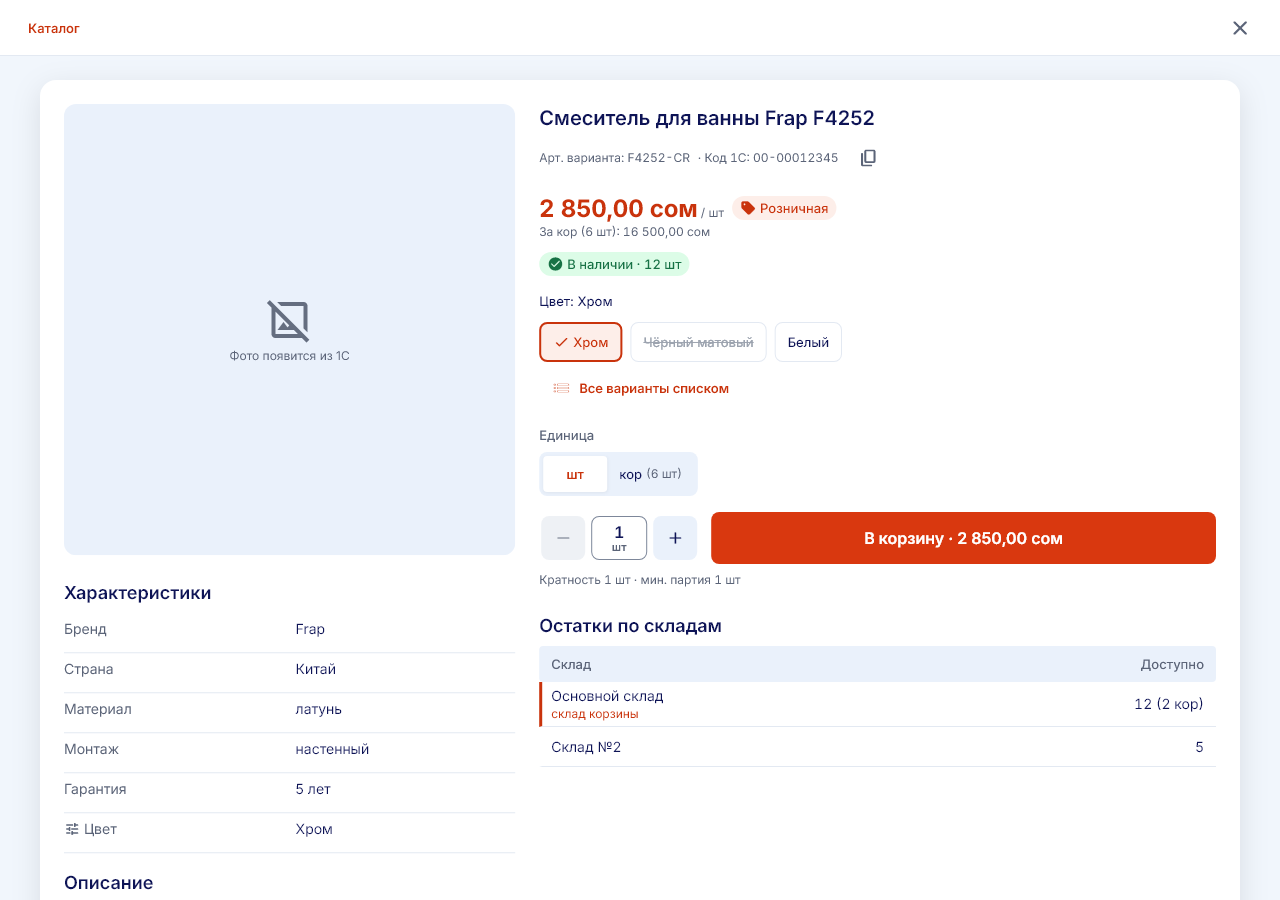 Каталог
Фото появится из 1С
Смеситель для ванны Frap F4252
Арт. варианта: F4252-CR · Код 1С: 00-00012345
2 850,00 сом / шт Розничная
За кор (6 шт): 16 500,00 сом
В наличии · 12 шт
Цвет: Хром
Хром Чёрный матовый Белый
Все варианты списком
Единица
шт кор (6 шт)
− 1 шт + В корзину · 2 850,00 сом
Кратность 1 шт · мин. партия 1 шт
Остатки по складам
Склад Доступно
Основной склад 12 (2 кор)
склад корзины
Склад №2 5
Характеристики
Бренд Frap
Страна Китай
Материал латунь
Монтаж настенный
Гарантия 5 лет
Цвет Хром
Описание